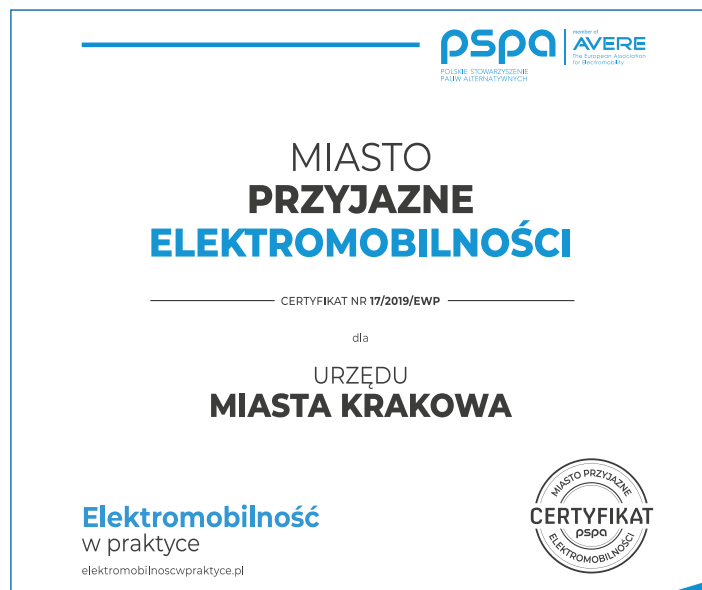 pspa
member of
AVERE
The European Association
for Electromobility
POLSKIE STOWARZYSZENIE
PALIW ALTERNATYWNYCH
MIASTO
PRZYJAZNE
ELEKTROMOBILNOŚCI
CERTYFIKAT NR 17/2019/EWP
dla
URZĘDU
MIASTA KRAKOWA
Elektromobilność
w praktyce
elektromobilnoscwpraktyce.pl
MIASTO PRZYJAZNE
CERTYFIKAT
pspa
ELEKTROMOBILNOŚCI